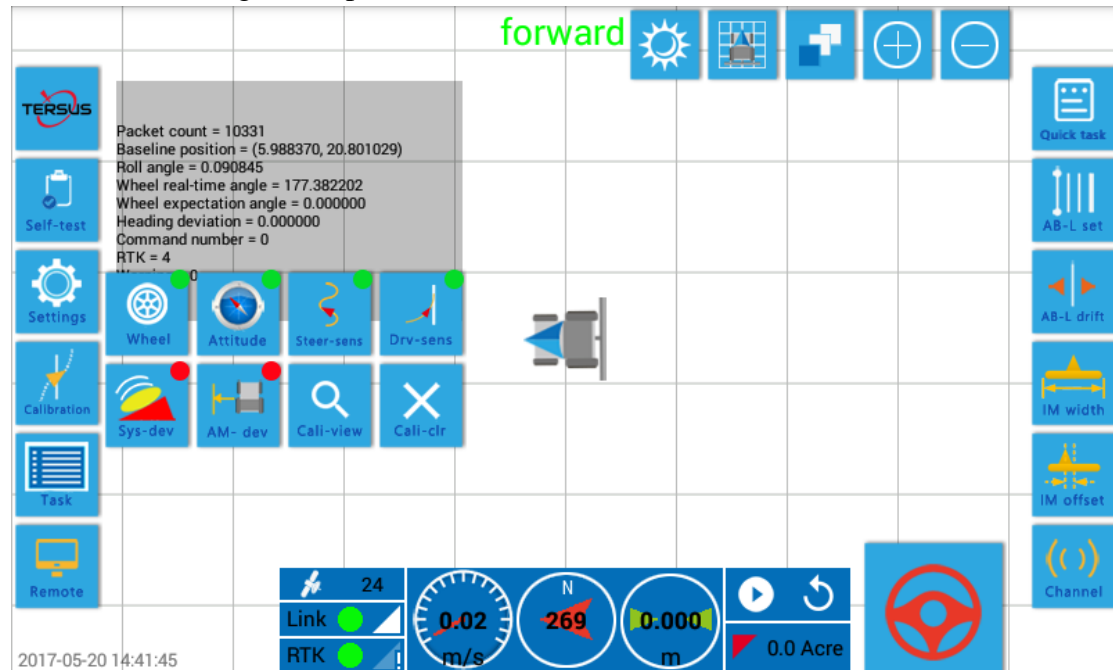 forward
TERSUS
Packet count = 10331
Baseline position = (5.988370, 20.801029)
Roll angle = 0.090845
Wheel real-time angle = 177.382202
Wheel expectation angle = 0.000000
Heading deviation = 0.000000
Command number = 0
RTK = 4
0
Quick task
Self-test
AB-L set
Settings
Wheel
Attitude
Steer-sens
Drv-sens
AB-L drift
Calibration
Sys-dev
AM- dev
Cali-view
Cali-clr
IM width
Task
IM offset
Remote
Channel
24
Link
RTK
!
0.02
m/s
N
269
0.000
m
0.0 Acre
2017-05-20 14:41:45